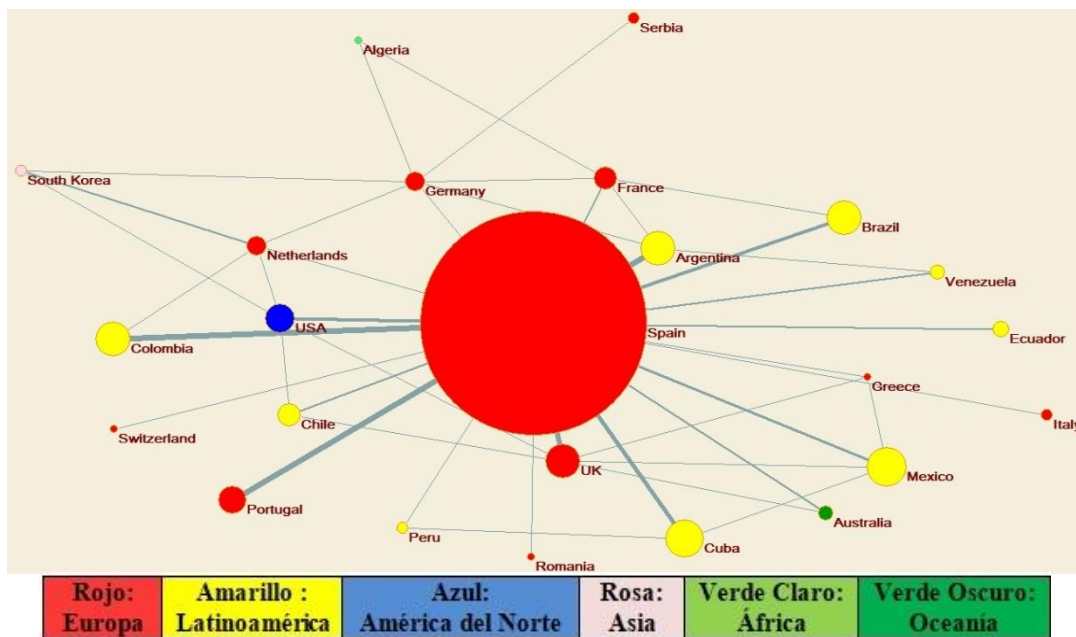 Serbia
Algeria
South Korea
Germany
France
Brazil
Netherlands
Argentina
Venezuela
USA
Spain
Ecuador
Colombia
Greece
Chile
Italy
Switzerland
UK
Mexico
Portugal
Australia
Peru
Cuba
Romania
Rojo: Amarillo : Azul: Rosa: Verde Claro: Verde Oscuro:
Europa Latinoamérica América del Norte Asia África Oceanía